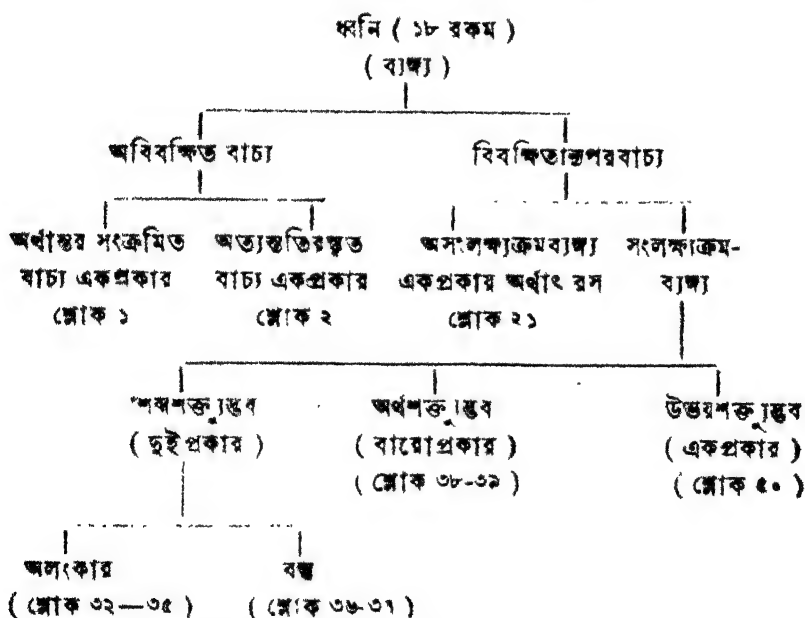 ধ্বনি ( ১৮ রকম )
( ব্যঙ্গ্য )
অবিবক্ষিত বাচ্য বিবক্ষিতান্যপরবাচ্য
অর্থান্তর সংক্রমিত অত্যন্ততিরস্কৃত অসংলক্ষ্যক্রমব্যঙ্গ্য সংলক্ষ্যক্রম-
বাচ্য একপ্রকার বাচ্য একপ্রকার একপ্রকার অর্থাৎ রস ব্যঙ্গ্য
শ্লোক ১ শ্লোক ২ শ্লোক ২১
শব্দশক্ত্যুদ্ভব অর্থশক্ত্যুদ্ভব উভয়শক্ত্যুদ্ভব
( দুইপ্রকার ) ( বারোপ্রকার ) ( একপ্রকার )
( শ্লোক ৩৮-৩৯ ) ( শ্লোক ৫০ )
অলংকার বস্তু
( শ্লোক ৩২—৩৫ ) ( শ্লোক ৩৬-৩৭ )